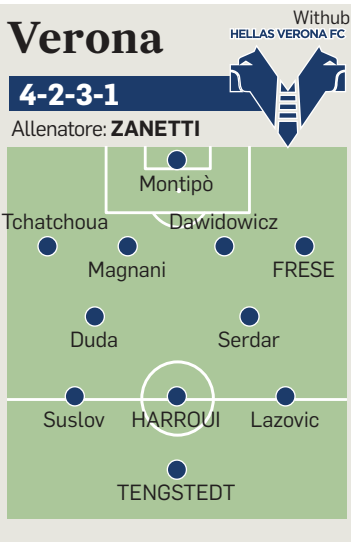 Withub
Verona
HELLAS VERONA FC
4-2-3-1
Allenatore: ZANETTI
Montipò
Tchatchoua
Dawidowicz
Magnani
FRESE
Duda
Serdar
Suslov
HARROUI
Lazovic
TENGSTEDT